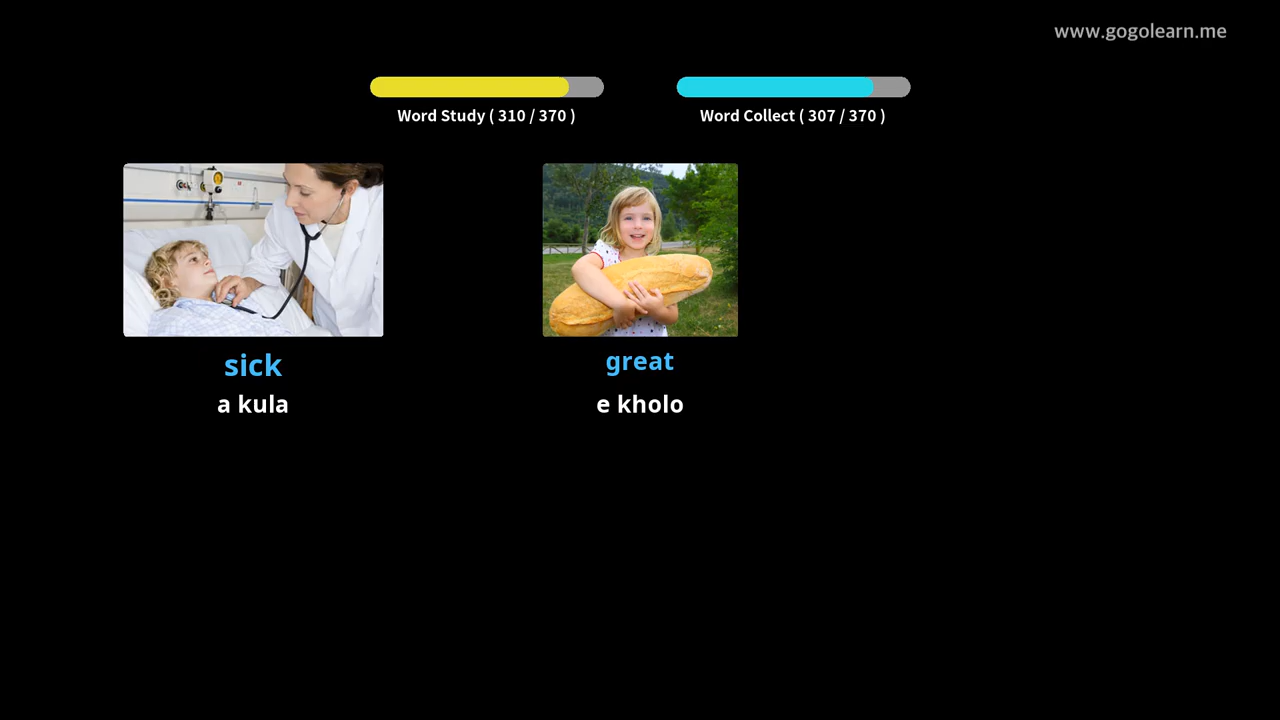 www.gogolearn.me
Word Study ( 310 / 370 )
Word Collect ( 307 / 370 )
sick
a kula
great
e kholo